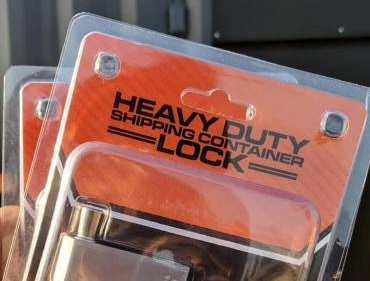 HEAVY DUTY
SHIPPING CONTAINER
LOCK